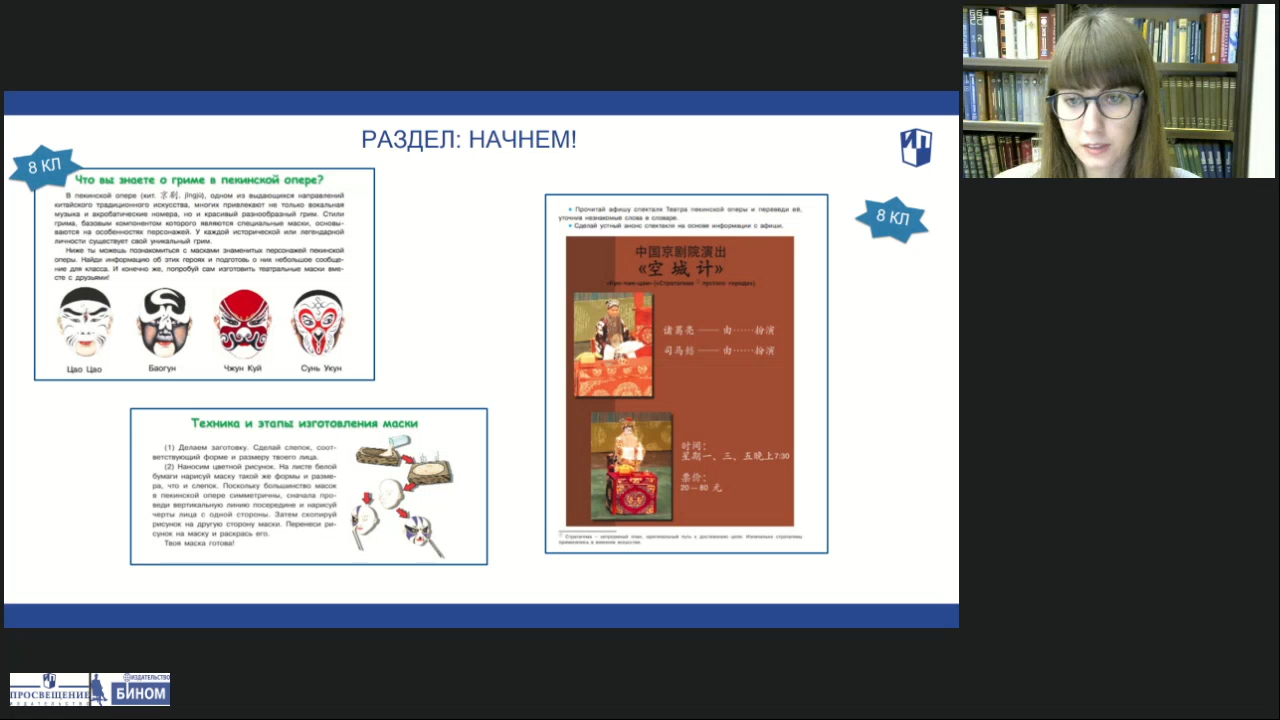 РАЗДЕЛ: НАЧНЕМ!
8 КЛ
Что вы знаете о гриме в пекинской опере?
В пекинской опере (кит. 京剧, jīngjù), одном из выдающихся направлений
китайского традиционного искусства, многих привлекают не только вокальная
музыка и акробатические номера, но и красивый разнообразный грим. Стили
грима, базовым компонентом которого являются специальные маски, основы-
ваются на особенностях персонажей. У каждой исторической или легендарной
личности существует свой уникальный грим.
Ниже ты можешь познакомиться с масками знаменитых персонажей пекинской
оперы. Найди информацию об этих героях и подготовь о них небольшое сообще-
ние для класса. И конечно же, попробуй сам изготовить театральные маски вме-
сте с друзьями!
Цао Цао
Баогун
Чжун Куй
Сунь Укун
Техника и этапы изготовления маски
(1) Делаем заготовку. Сделай слепок, соот-
ветствующий форме и размеру твоего лица.
(2) Наносим цветной рисунок. На листе белой
бумаги нарисуй маску такой же формы и разме-
ра, что и слепок. Поскольку большинство масок
в пекинской опере симметричны, сначала про-
веди вертикальную линию посередине и нарисуй
черты лица с одной стороны. Затем скопируй
рисунок на другую сторону маски. Перенеси ри-
сунок на маску и раскрась его.
Твоя маска готова!
8 КЛ
• Прочитай афишу спектакля Театра пекинской оперы и переведи её,
уточнив незнакомые слова в словаре.
• Сделай устный анонс спектакля на основе информации с афиши.
中国京剧院演出
«空城计»
诸葛亮 —— 由……扮演
司马懿 —— 由……扮演
时间:
星期一、三、五晚上7:30
票价:
20—80 元
ПРОСВЕЩЕНИЕ
ИЗДАТЕЛЬСТВО
ИЗДАТЕЛЬСТВО
БИНОМ